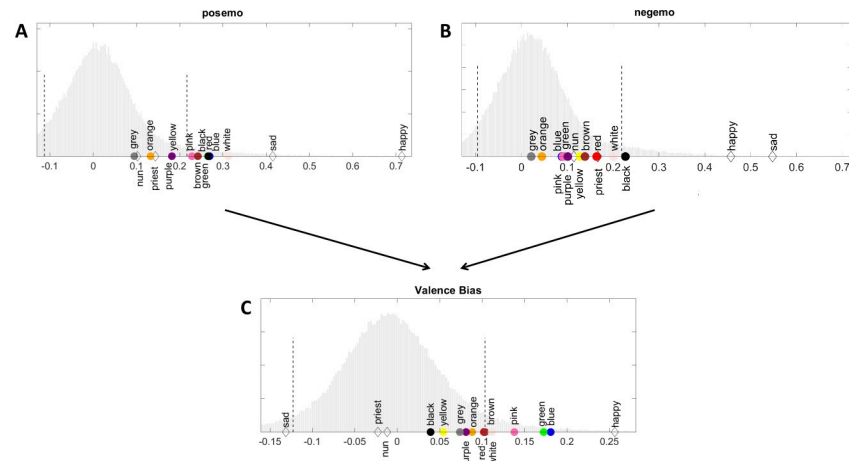 A
posemo
grey
orange
yellow
pink
black
red
blue
white
sad
happy
nun
priest
purple
brown
green
-0.1 0 0.1 0.2 0.3 0.4 0.5 0.6 0.7
B
negemo
grey
orange
blue
green
nun
brown
red
white
happy
sad
pink
purple
yellow
priest
black
-0.1 0 0.1 0.2 0.3 0.4 0.5 0.6 0.7
C
Valence Bias
sad
priest
black
yellow
grey
orange
brown
pink
green
blue
happy
nun
purple
red
white
-0.15 -0.1 -0.05 0 0.05 0.1 0.15 0.2 0.25